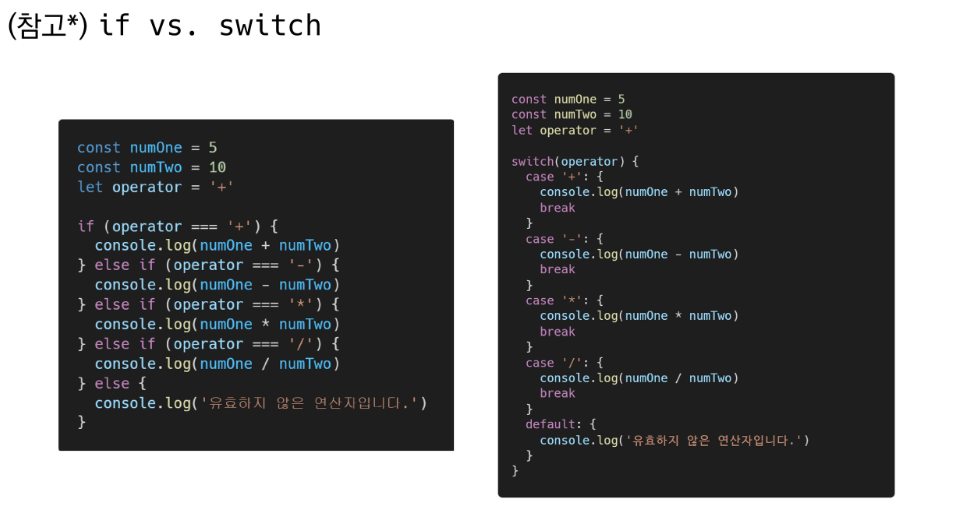 (참고*) if vs. switch
const numOne = 5
const numTwo = 10
let operator = '+'
if (operator === '+') {
  console.log(numOne + numTwo)
} else if (operator === '-') {
  console.log(numOne - numTwo)
} else if (operator === '*') {
  console.log(numOne * numTwo)
} else if (operator === '/') {
  console.log(numOne / numTwo)
} else {
  console.log('유효하지 않은 연산자입니다.')
}
const numOne = 5
const numTwo = 10
let operator = '+'
switch(operator) {
  case '+': {
    console.log(numOne + numTwo)
    break
  }
  case '-': {
    console.log(numOne - numTwo)
    break
  }
  case '*': {
    console.log(numOne * numTwo)
    break
  }
  case '/': {
    console.log(numOne / numTwo)
    break
  }
  default: {
    console.log('유효하지 않은 연산자입니다.')
  }
}